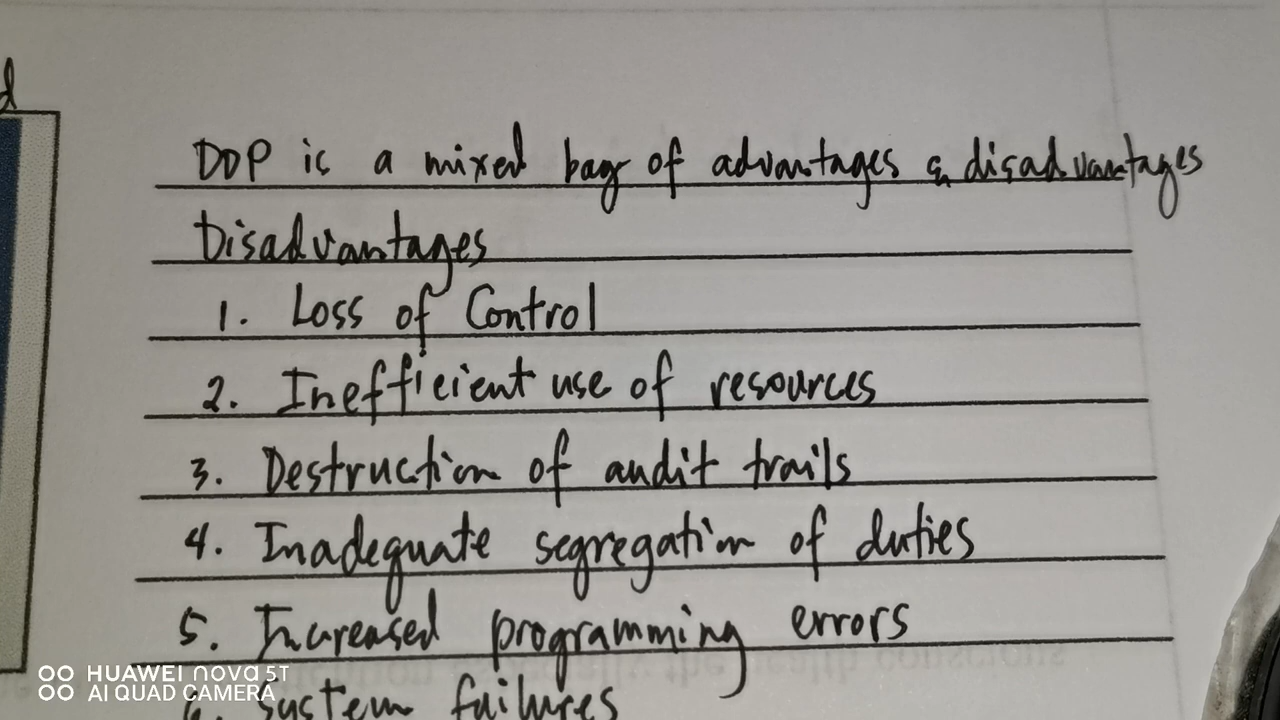 d
DDP is a mixed bag of advantages & disadvantages
Disadvantages
1. Loss of Control
2. Inefficient use of resources
3. Destruction of audit trails
4. Inadequate segregation of duties
5. Increased programming errors
6. System failures
HUAWEI nova 5T
AI QUAD CAMERA